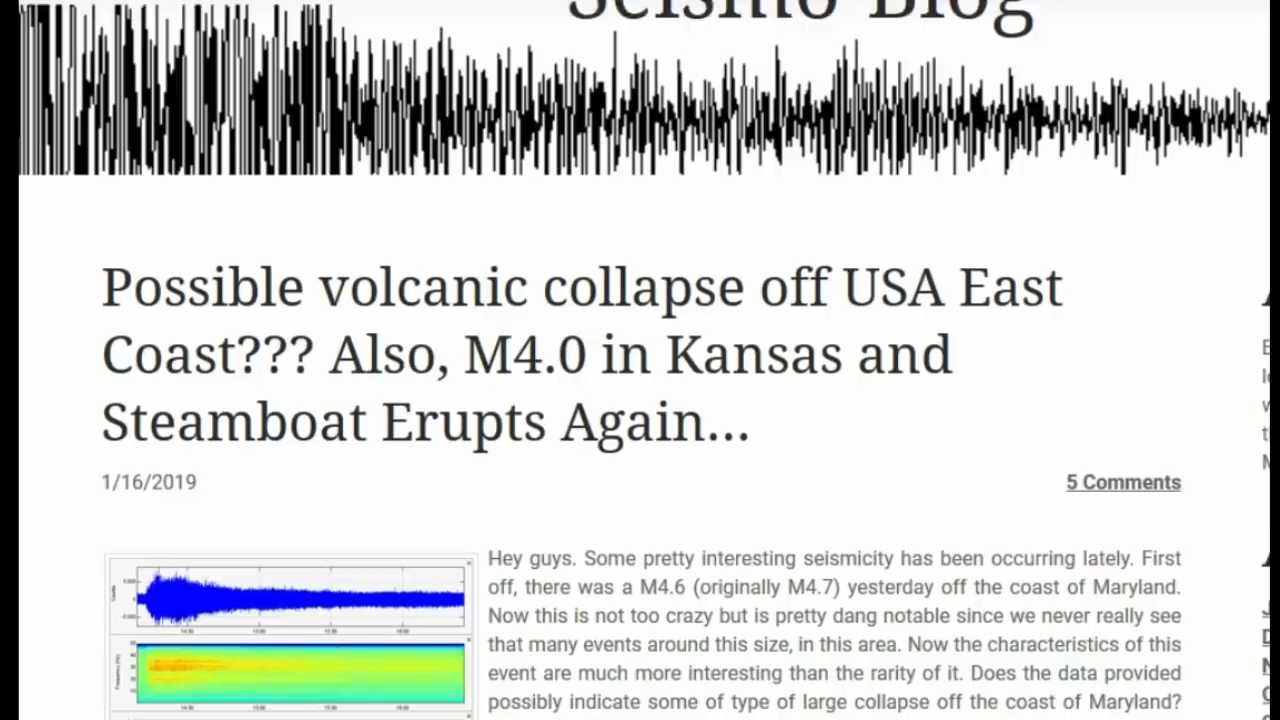 Seismo Blog
Possible volcanic collapse off USA East
Coast??? Also, M4.0 in Kansas and
Steamboat Erupts Again...
1/16/2019
5 Comments
Hey guys. Some pretty interesting seismicity has been occurring lately. First
off, there was a M4.6 (originally M4.7) yesterday off the coast of Maryland.
Now this is not too crazy but is pretty dang notable since we never really see
that many events around this size, in this area. Now the characteristics of this
event are much more interesting than the rarity of it. Does the data provided
possibly indicate some of type of large collapse off the coast of Maryland?